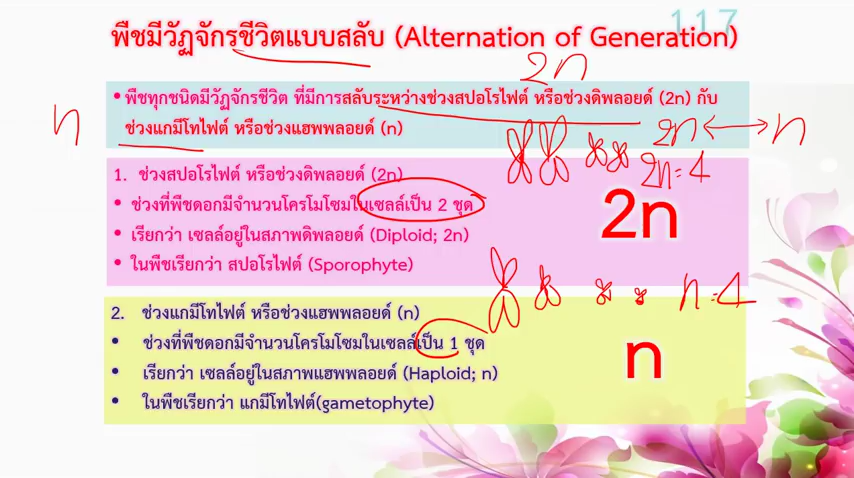 117
พืชมีวัฏจักรชีวิตแบบสลับ (Alternation of Generation)
2n
• พืชทุกชนิดมีวัฏจักรชีวิต ที่มีการสลับระหว่างช่วงสปอโรไฟต์ หรือช่วงดิพลอยด์ (2n) กับ
ช่วงแกมีโทไฟต์ หรือช่วงแฮพพลอยด์ (n)
n
2n ↔ n
1. ช่วงสปอโรไฟต์ หรือช่วงดิพลอยด์ (2n)
2n=4
• ช่วงที่พืชดอกมีจำนวนโครโมโซมในเซลล์เป็น 2 ชุด
2n
• เรียกว่า เซลล์อยู่ในสภาพดิพลอยด์ (Diploid; 2n)
• ในพืชเรียกว่า สปอโรไฟต์ (Sporophyte)
n=4
2. ช่วงแกมีโทไฟต์ หรือช่วงแฮพพลอยด์ (n)
• ช่วงที่พืชดอกมีจำนวนโครโมโซมในเซลล์เป็น 1 ชุด
n
• เรียกว่า เซลล์อยู่ในสภาพแฮพพลอยด์ (Haploid; n)
• ในพืชเรียกว่า แกมีโทไฟต์(gametophyte)